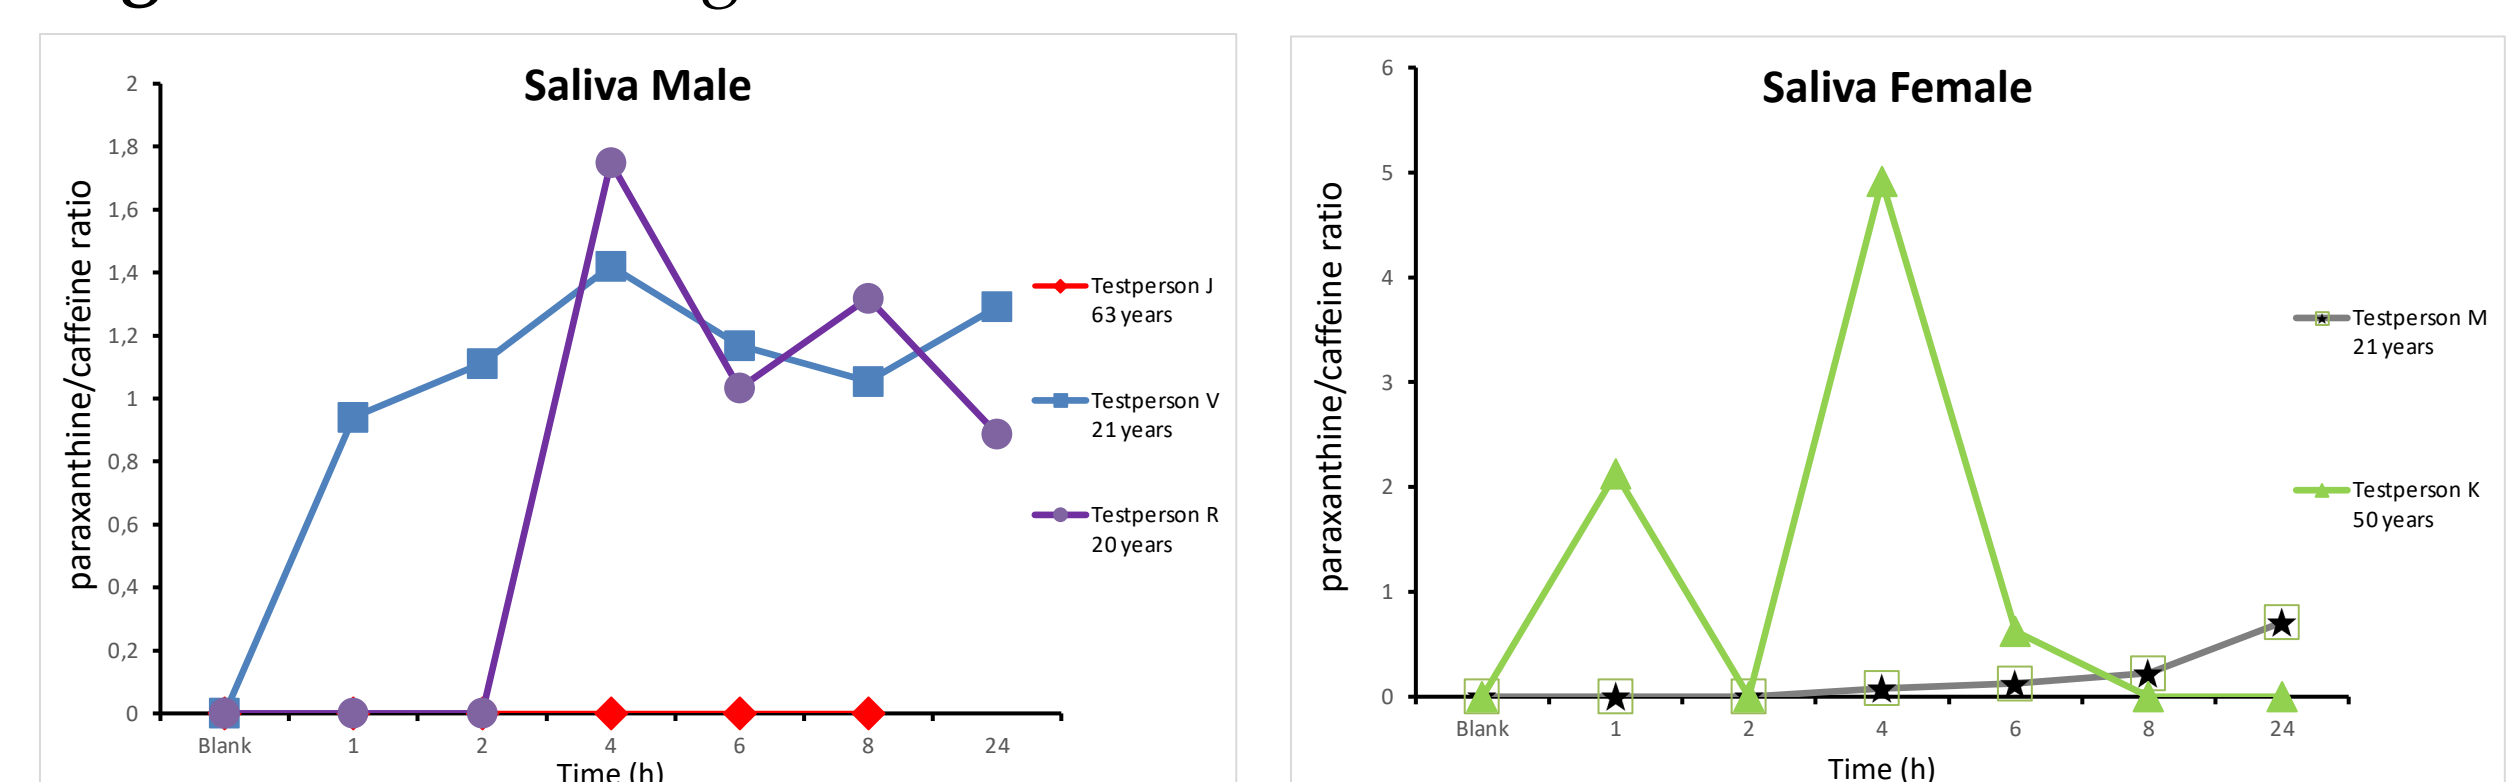 Saliva Male
2
1,8
1,6
1,4
1,2
1
0,8
0,6
0,4
0,2
0
paraxanthine/caffeïne ratio
Blank 1 2 4 6 8 24
Time (h)
Testperson J
63 years
Testperson V
21 years
Testperson R
20 years
Saliva Female
6
5
4
3
2
1
0
paraxanthine/caffeine ratio
Blank 1 2 4 6 8 24
Time (h)
Testperson M
21 years
Testperson K
50 years